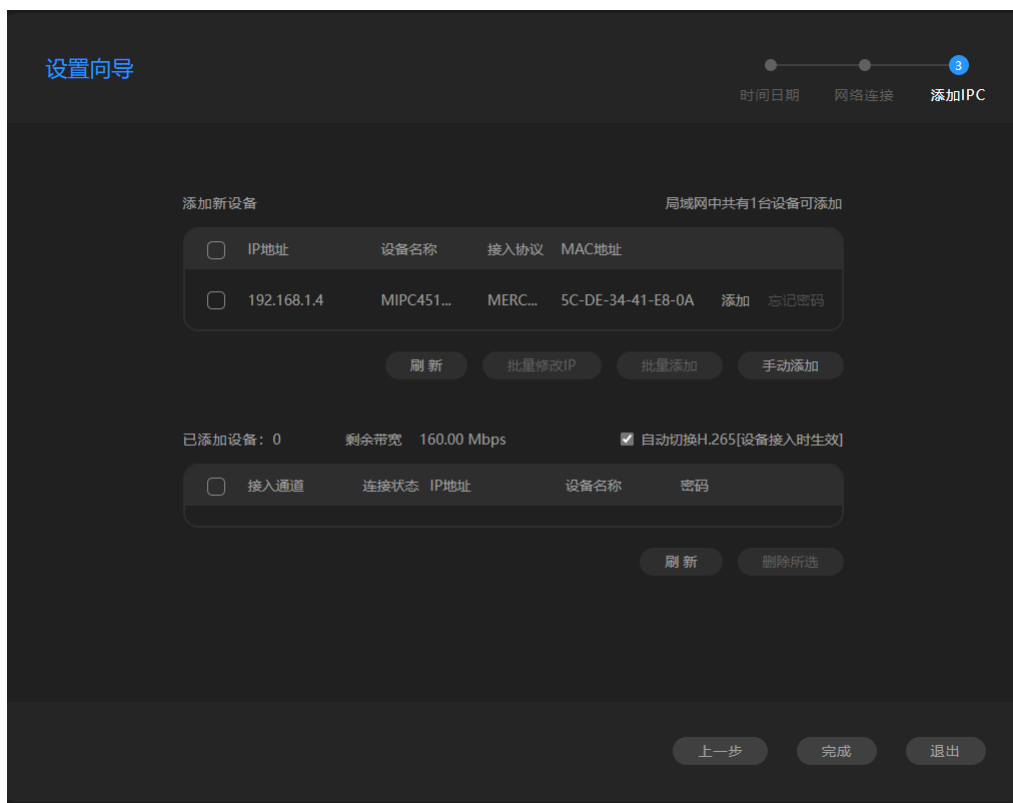 设置向导
3
时间日期 网络连接 添加IPC
添加新设备 局域网中共有1台设备可添加
IP地址 设备名称 接入协议 MAC地址
192.168.1.4 MIPC451... MERC... 5C-DE-34-41-E8-0A 添加 忘记密码
刷新 批量修改IP 批量添加 手动添加
已添加设备：0 剩余带宽 160.00 Mbps 自动切换H.265[设备接入时生效]
接入通道 连接状态 IP地址 设备名称 密码
刷新 删除所选
上一步 完成 退出